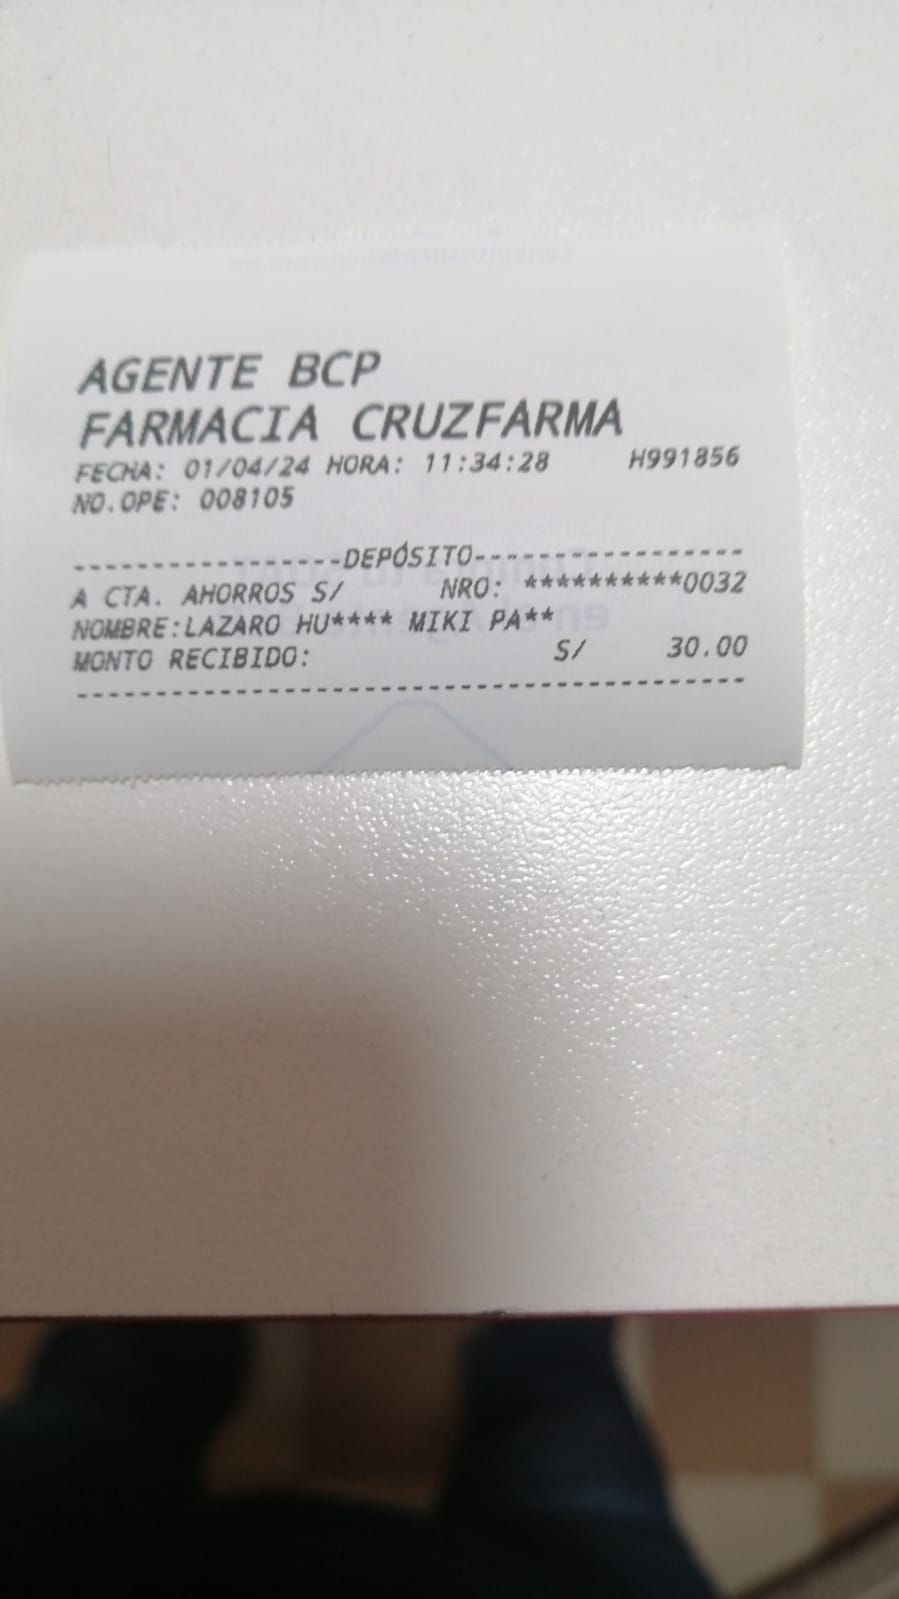 AGENTE BCP
FARMACIA CRUZFARMA
FECHA: 01/04/24 HORA: 11:34:28 H991856
NO.OPE: 008105
-----------------DEPÓSITO-----------------
A CTA. AHORROS S/ NRO: **********0032
NOMBRE:LAZARO HU**** MIKI PA**
MONTO RECIBIDO: S/ 30.00
------------------------------------------